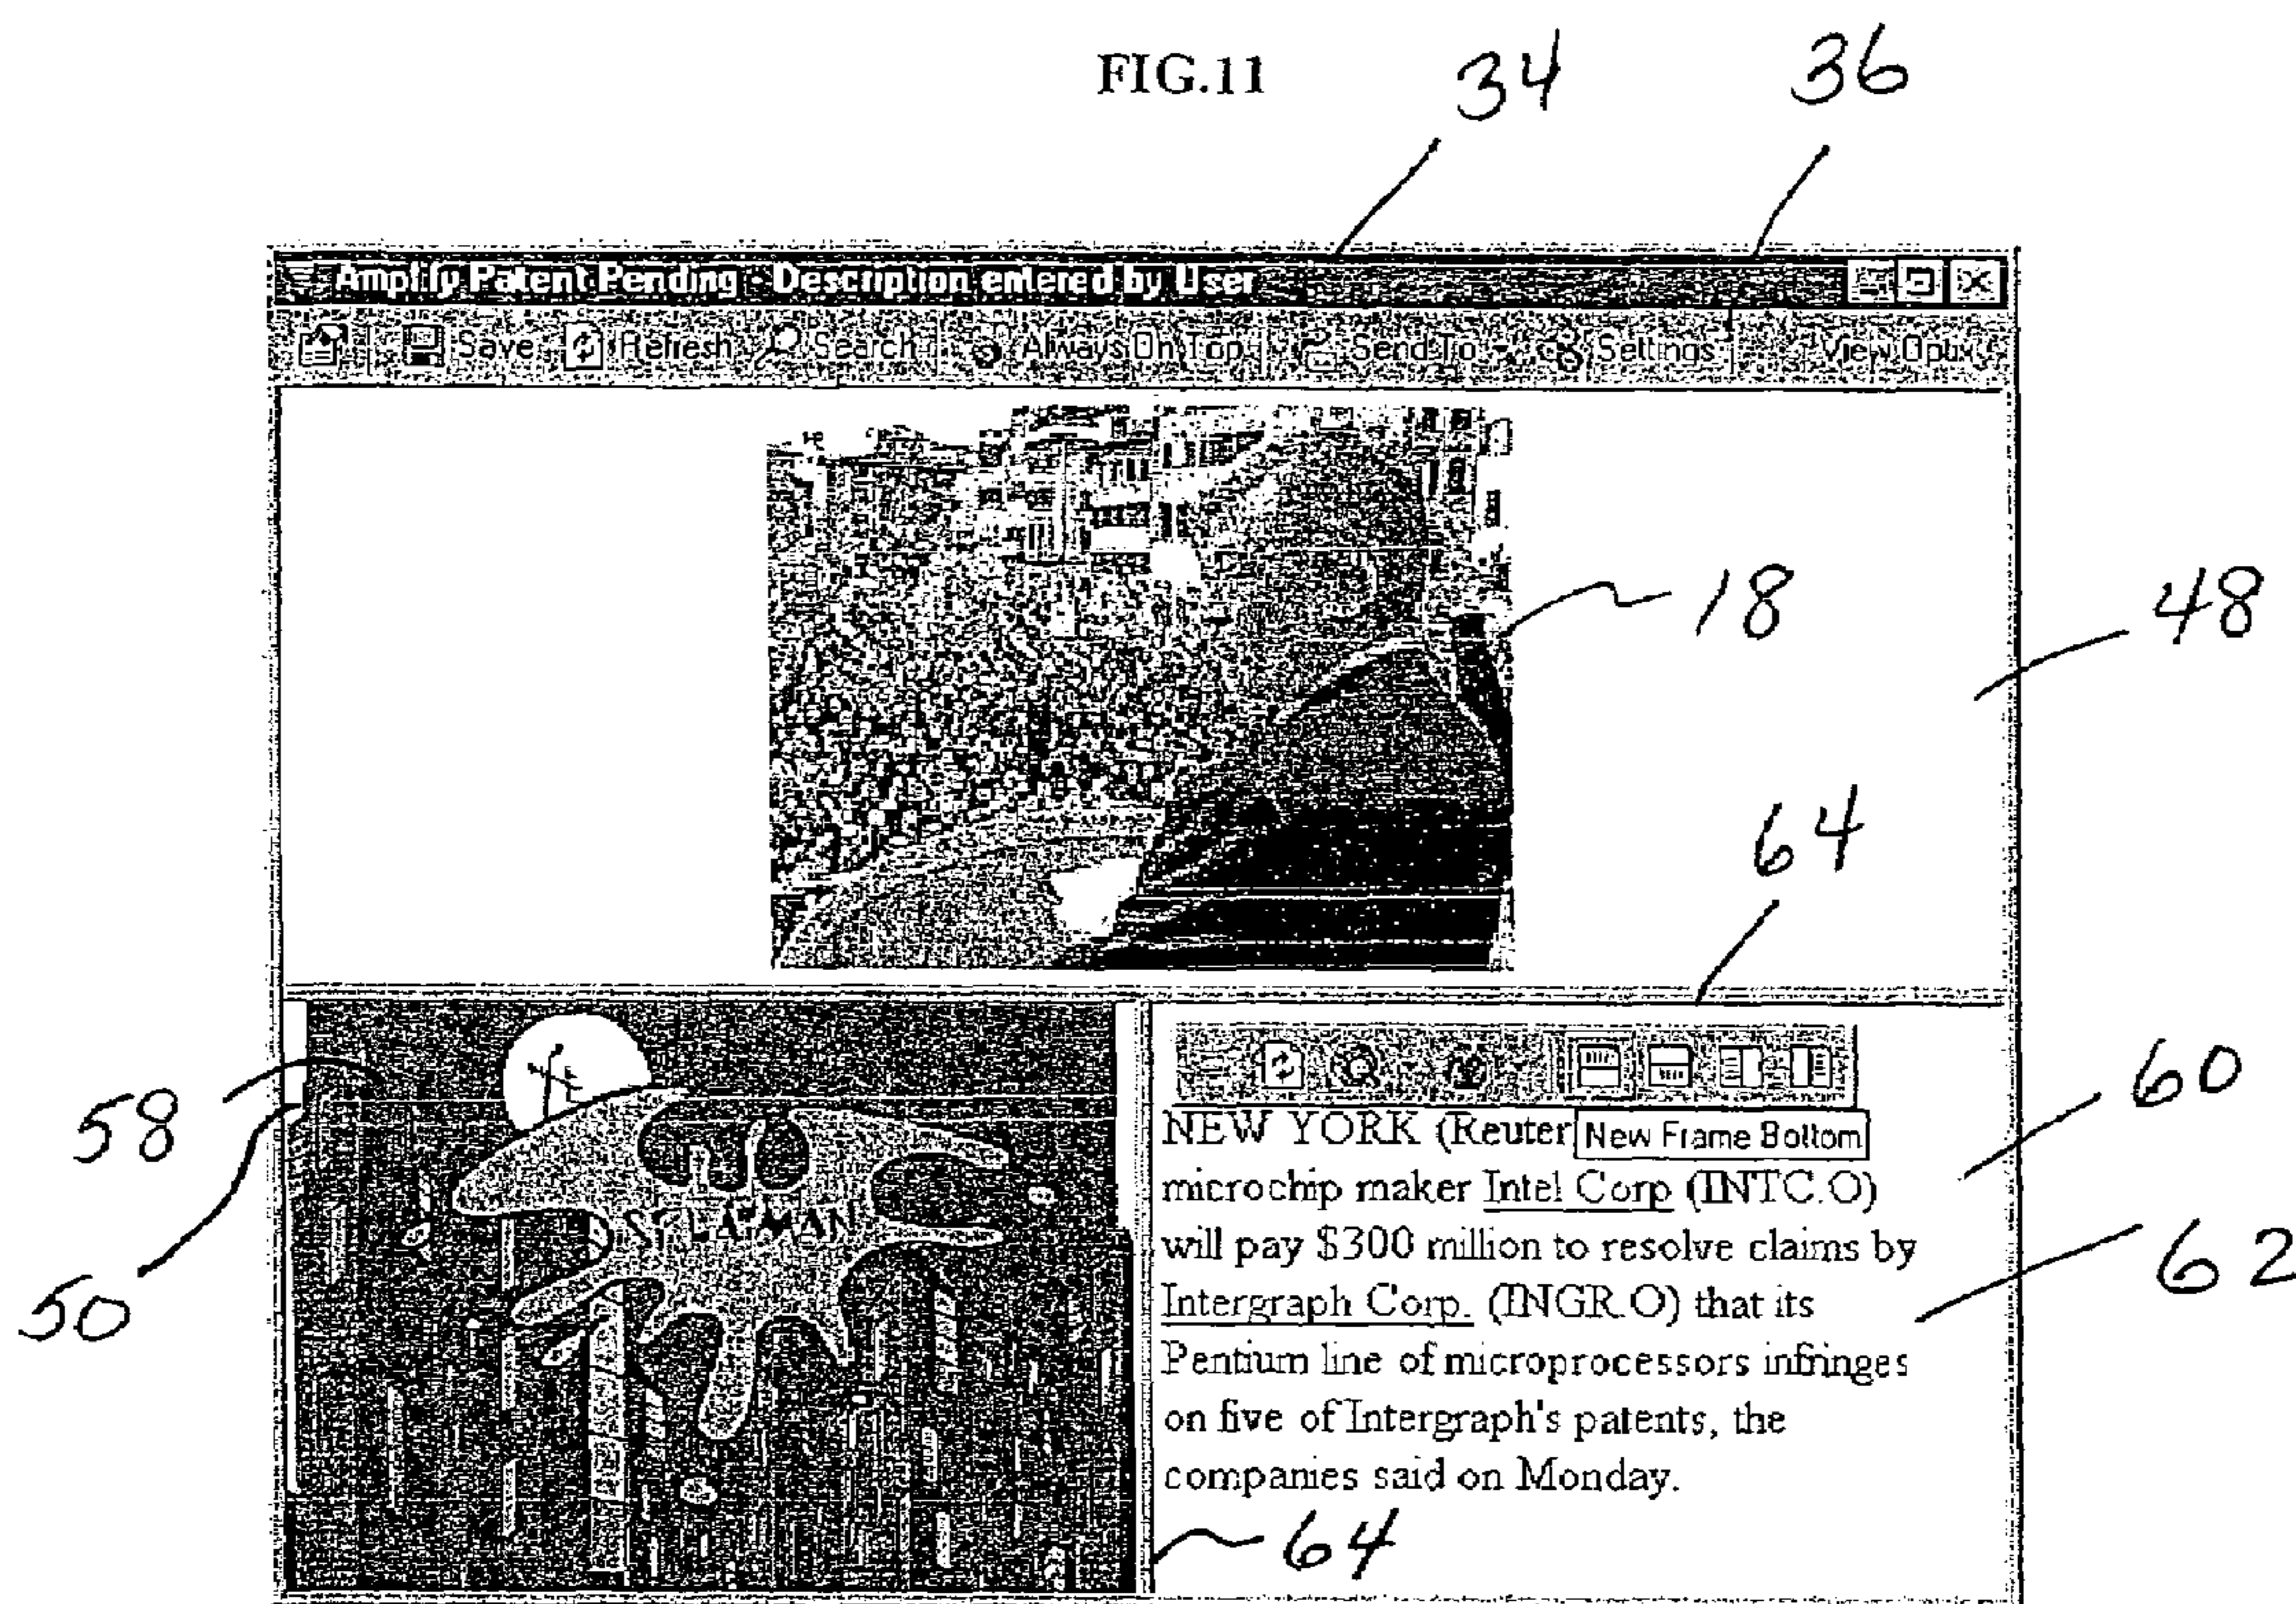 FIG.11
34
36
Amplify Patent Pending - Description entered by User
Save Refresh Search Always On Top Send To Settings View Optix
18
48
64
58
50
NEW YORK (Reuter New Frame Bottom
microchip maker Intel Corp (INTC.O)
will pay $300 million to resolve claims by
Intergraph Corp. (INGR.O) that its
Pentium line of microprocessors infringes
on five of Intergraph's patents, the
companies said on Monday.
60
62
64